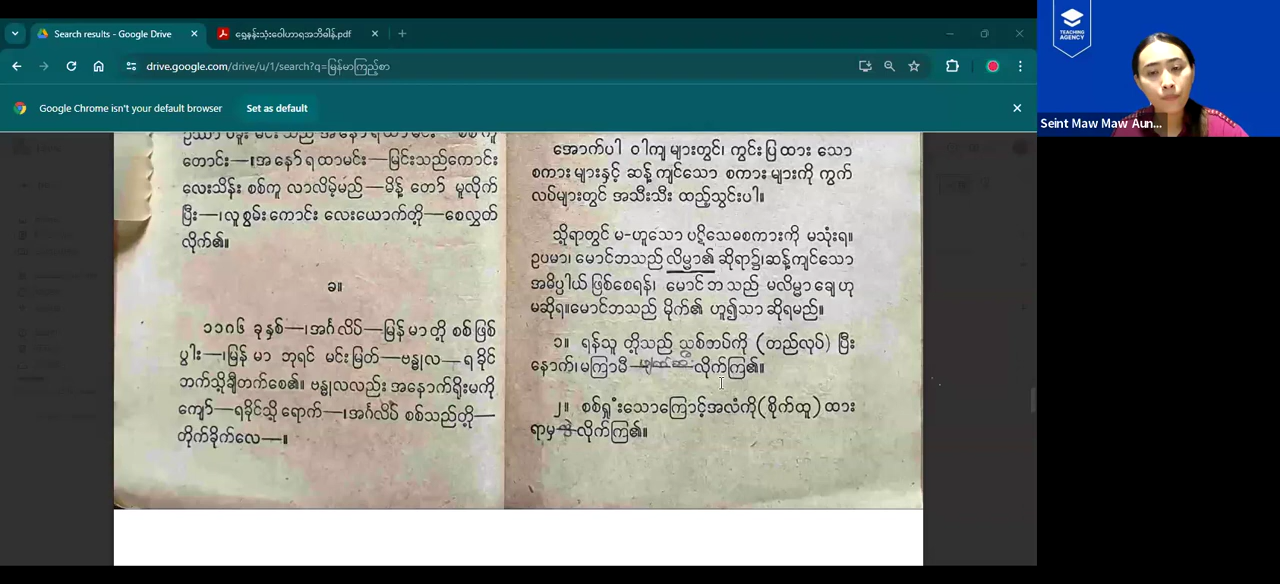 Search results - Google Drive
ရွှေနန်းသုံးဝေါဟာရအဘိဓါန်.pdf
drive.google.com/drive/u/1/search?q=မြန်မာကြည့်စာ
Google Chrome isn't your default browser
Set as default
TEACHING
AGENCY
Seint Maw Maw Aun...
တောင်း—၊အနော်ရထာမင်း—မြင်းသည်ကောင်း
လေးသိန်း စစ်ကူ လာလိမ့်မည်—မိန့် တော် မူလိုက်
ပြီး—၊လူစွမ်းကောင်း လေးယောက်တို့—စေလွှတ်
လိုက်၏။
ခ။
၁၁၈၆ ခုနှစ်—၊အင်္ဂလိပ်—မြန်မာတို့ စစ်ဖြစ်
ပွါး—၊မြန်မာ ဘုရင် မင်းမြတ်—ဗန္ဓုလ—ရခိုင်
ဘက်သို့ချီတက်စေ၏။ ဗန္ဓုလလည်း အနောက်ရိုးမကို
ကျော်—ရခိုင်သို့ ရောက်—၊အင်္ဂလိပ် စစ်သည်တို့—
တိုက်ခိုက်လေ—။
အောက်ပါ ဝါကျများတွင်၊ ကွင်းပြထားသော
စကားများနှင့် ဆန့်ကျင်သော စကားများကို ကွက်
လပ်များတွင် အသီးသီး ထည့်သွင်းပါ။
သို့ရာတွင် မ-ဟူသော ပဋိသေဓစကားကို မသုံးရ။
ဥပမာ၊ မောင်ဘသည် လိမ္မာ၏ ဆိုရာ၌၊ဆန့်ကျင်သော
အဓိပ္ပါယ်ဖြစ်စေရန်၊ မောင်ဘသည် မလိမ္မာချေဟု
မဆိုရ။မောင်ဘသည် မိုက်၏ ဟူ၍သာ ဆိုရမည်။
၁။ ရန်သူ တို့သည် သစ်တပ်ကို (တည်လုပ်) ပြီး
နောက်၊မကြာမီ လိုက်ကြ၏။
၂။ စစ်ရှုံးသောကြောင့်အလံကို(စိုက်ထူ)ထား
ရာမှ လိုက်ကြ၏။